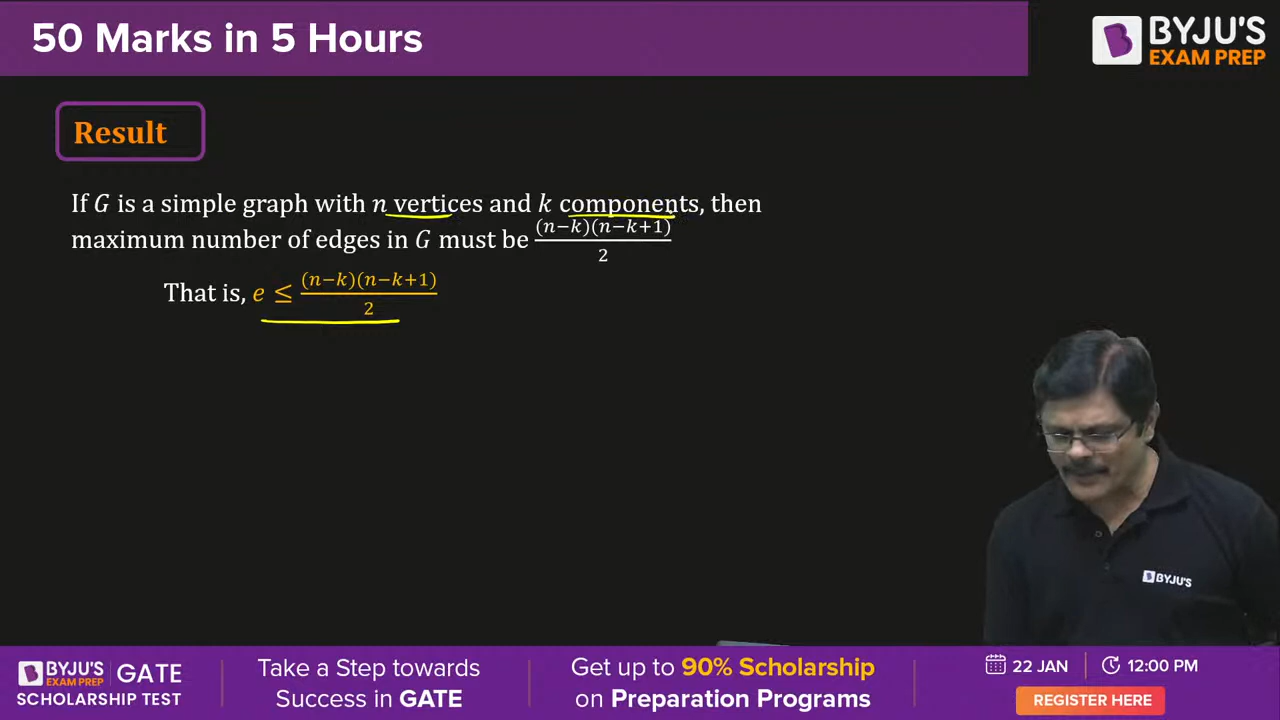 50 Marks in 5 Hours
BYJU'S
EXAM PREP
Result
If G is a simple graph with n vertices and k components, then
maximum number of edges in G must be (n−k)(n−k+1)/2
That is, e ≤ (n−k)(n−k+1)/2
BYJU'S
BYJU'S
EXAM PREP
GATE
SCHOLARSHIP TEST
Take a Step towards
Success in GATE
Get up to 90% Scholarship
on Preparation Programs
22 JAN
12:00 PM
REGISTER HERE